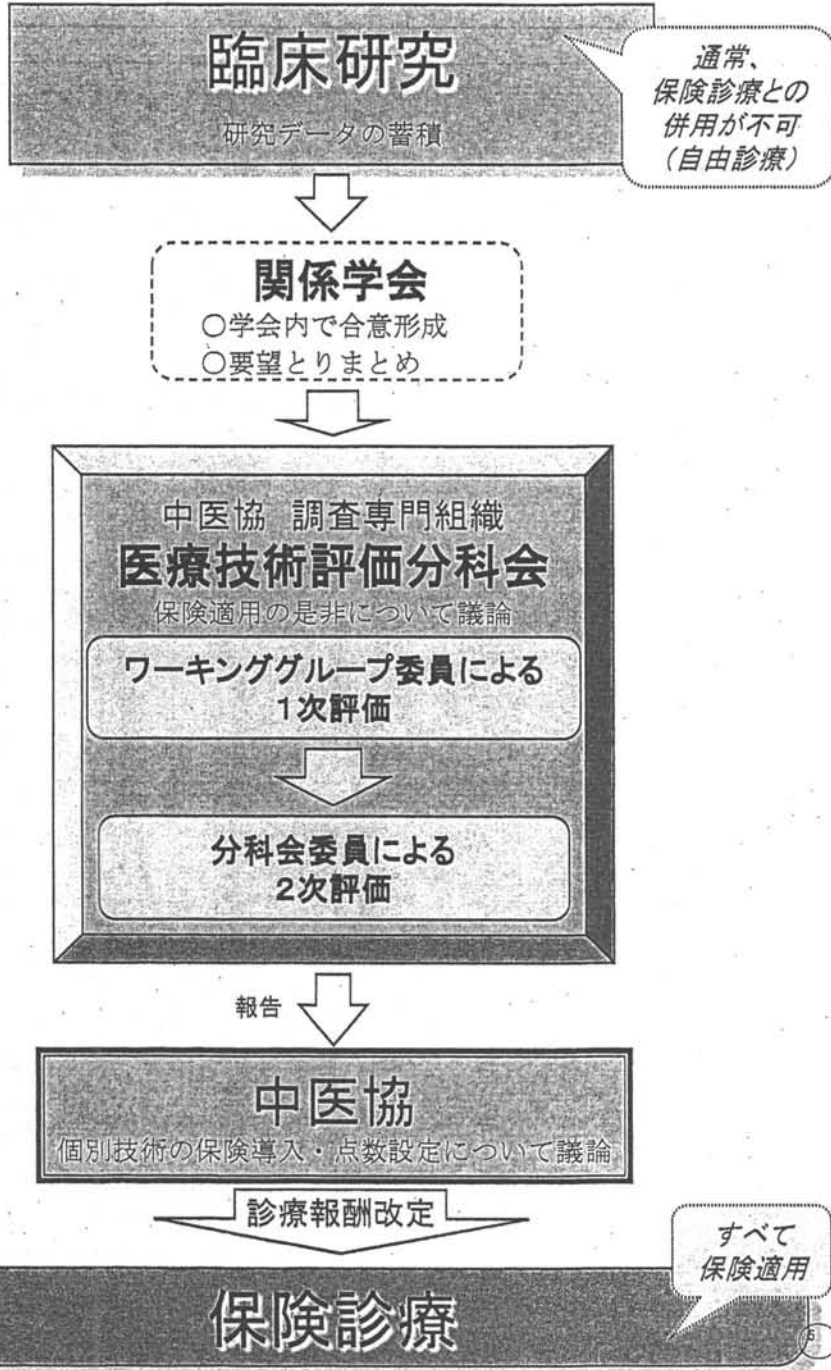 臨床研究
研究データの蓄積
通常、
保険診療との
併用が不可
（自由診療）
関係学会
○学会内で合意形成
○要望とりまとめ
中医協 調査専門組織
医療技術評価分科会
保険適用の是非について議論
ワーキンググループ委員による
1次評価
分科会委員による
2次評価
報告
中医協
個別技術の保険導入・点数設定について議論
診療報酬改定
すべて
保険適用
保険診療
5